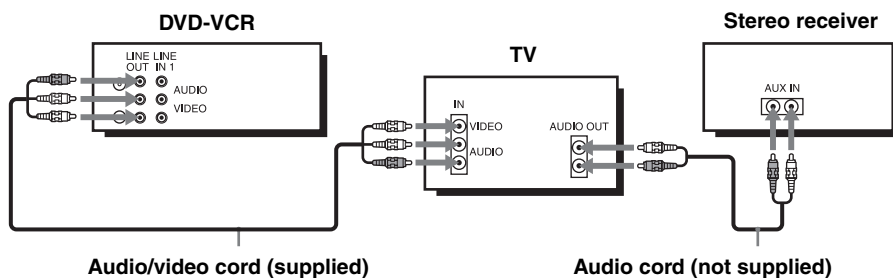 DVD-VCR
LINE LINE
OUT IN 1
AUDIO
VIDEO
TV
IN
VIDEO
AUDIO
AUDIO OUT
Stereo receiver
AUX IN
Audio/video cord (supplied)
Audio cord (not supplied)